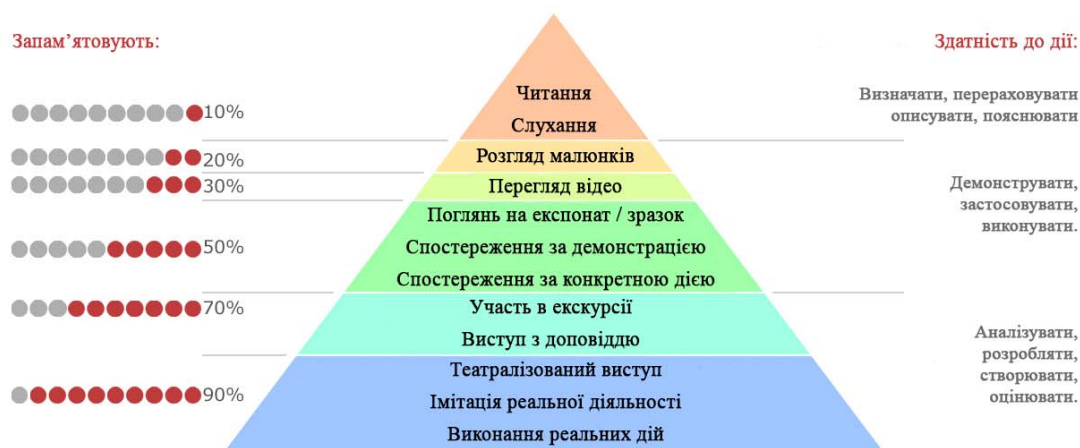 Запам’ятовують:
Здатність до дії:
Читання
Слухання
10%
Визначати, перераховувати
описувати, пояснювати
Розгляд малюнків
20%
Перегляд відео
30%
Демонструвати,
застосовувати,
виконувати.
Поглянь на експонат / зразок
Спостереження за демонстрацією
Спостереження за конкретною дією
50%
Участь в екскурсії
Виступ з доповіддю
70%
Аналізувати,
розробляти,
створювати,
оцінювати.
Театралізований виступ
Імітація реальної діяльності
Виконання реальних дій
90%